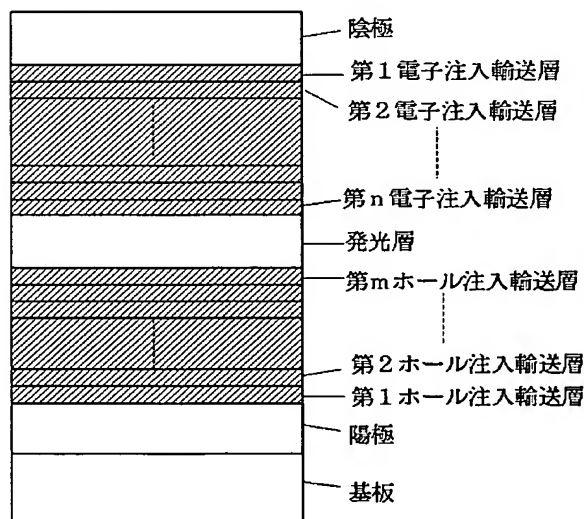 陰極
第1電子注入輸送層
第2電子注入輸送層
第n電子注入輸送層
発光層
第mホール注入輸送層
第2ホール注入輸送層
第1ホール注入輸送層
陽極
基板